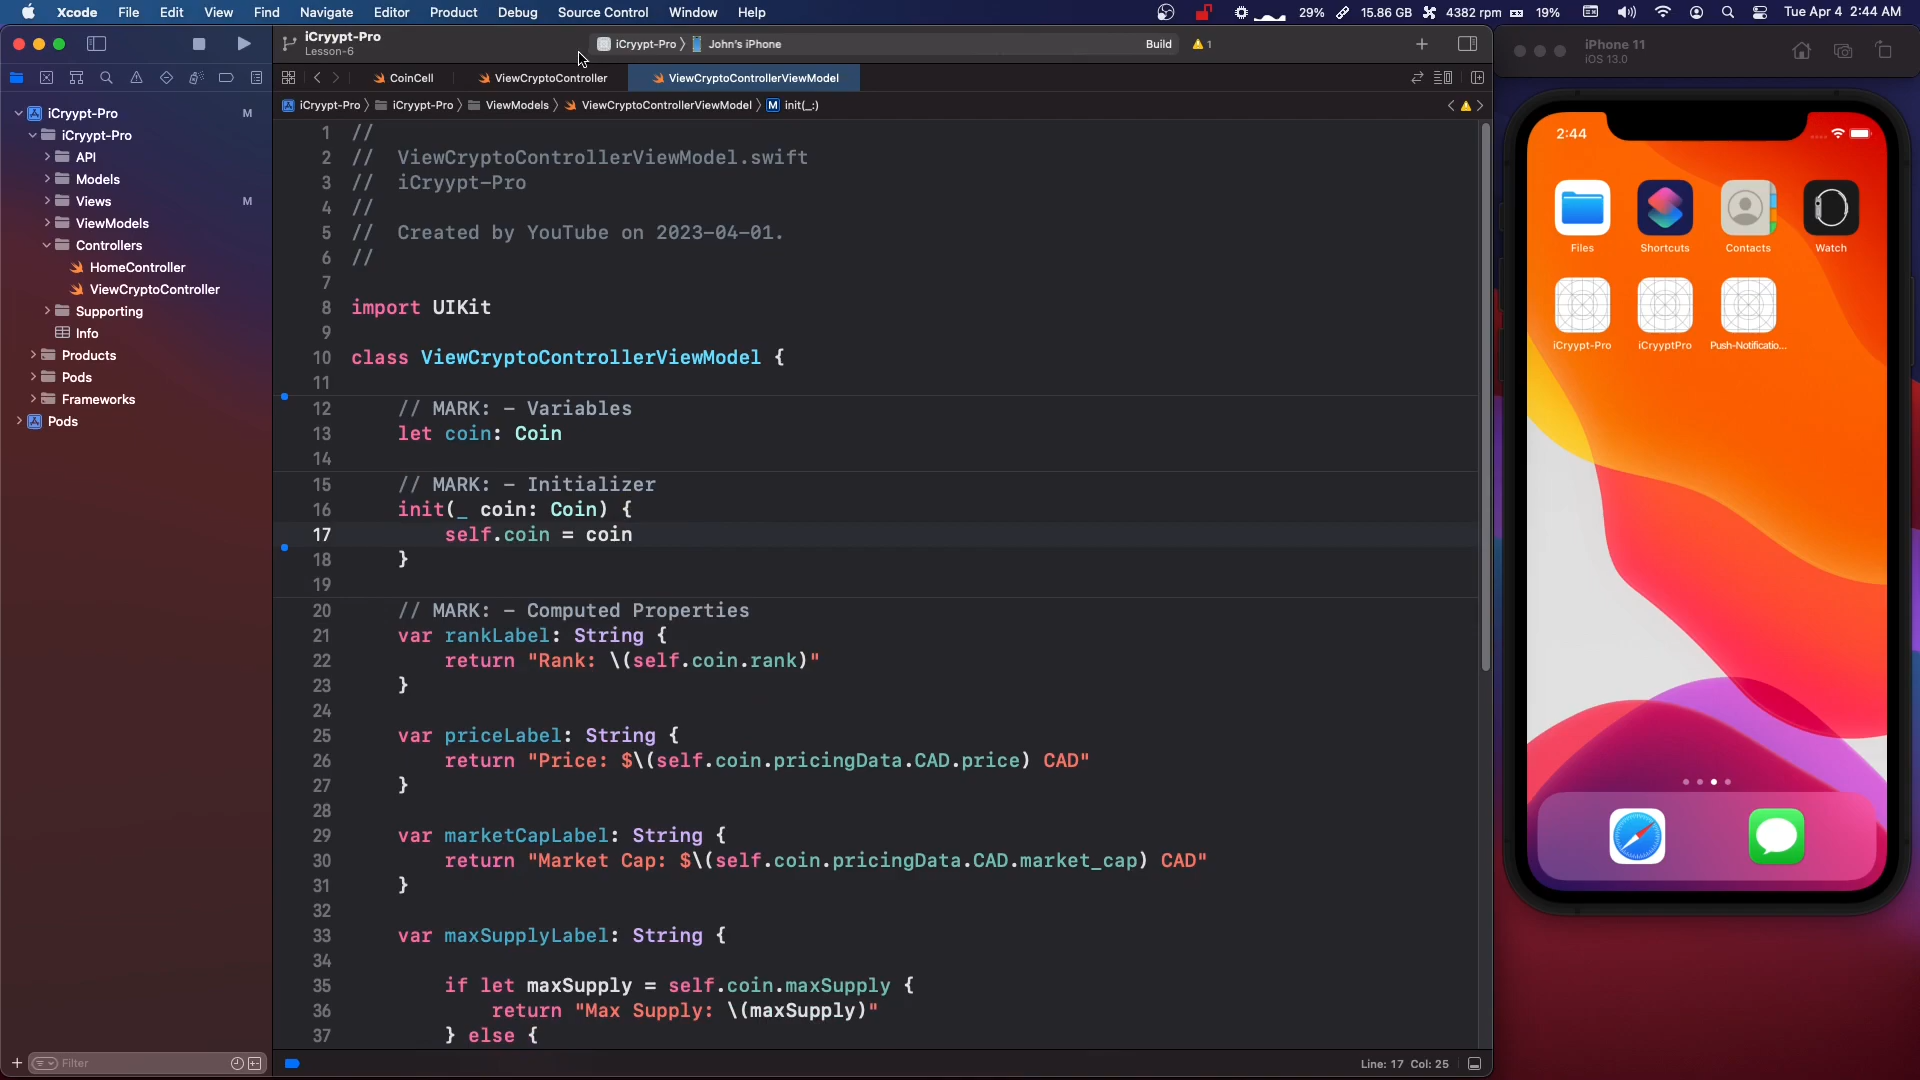 Xcode File Edit View Find Navigate Editor Product Debug Source Control Window Help
29% 15.86 GB 4382 rpm 19% Tue Apr 4 2:44 AM
iCryypt-Pro
Lesson-6
iCryypt-Pro John's iPhone Build 1
CoinCell ViewCryptoController ViewCryptoControllerViewModel
iCryypt-Pro iCryypt-Pro ViewModels ViewCryptoControllerViewModel M init(_:)
iCryypt-Pro M
iCryypt-Pro
API
Models
Views M
ViewModels
Controllers
HomeController
ViewCryptoController
Supporting
Info
Products
Pods
Frameworks
Pods
Filter
1 //
2 //  ViewCryptoControllerViewModel.swift
3 //  iCryypt-Pro
4 //
5 //  Created by YouTube on 2023-04-01.
6 //
7
8 import UIKit
9
10 class ViewCryptoControllerViewModel {
11
12     // MARK: - Variables
13     let coin: Coin
14
15     // MARK: - Initializer
16     init(_ coin: Coin) {
17         self.coin = coin
18     }
19
20     // MARK: - Computed Properties
21     var rankLabel: String {
22         return "Rank: \(self.coin.rank)"
23     }
24
25     var priceLabel: String {
26         return "Price: $\(self.coin.pricingData.CAD.price) CAD"
27     }
28
29     var marketCapLabel: String {
30         return "Market Cap: $\(self.coin.pricingData.CAD.market_cap) CAD"
31     }
32
33     var maxSupplyLabel: String {
34
35         if let maxSupply = self.coin.maxSupply {
36             return "Max Supply: \(maxSupply)"
37         } else {
Line: 17 Col: 25
iPhone 11
iOS 13.0
2:44
Files Shortcuts Contacts Watch
iCryypt-Pro iCryyptPro Push-Notificatio...